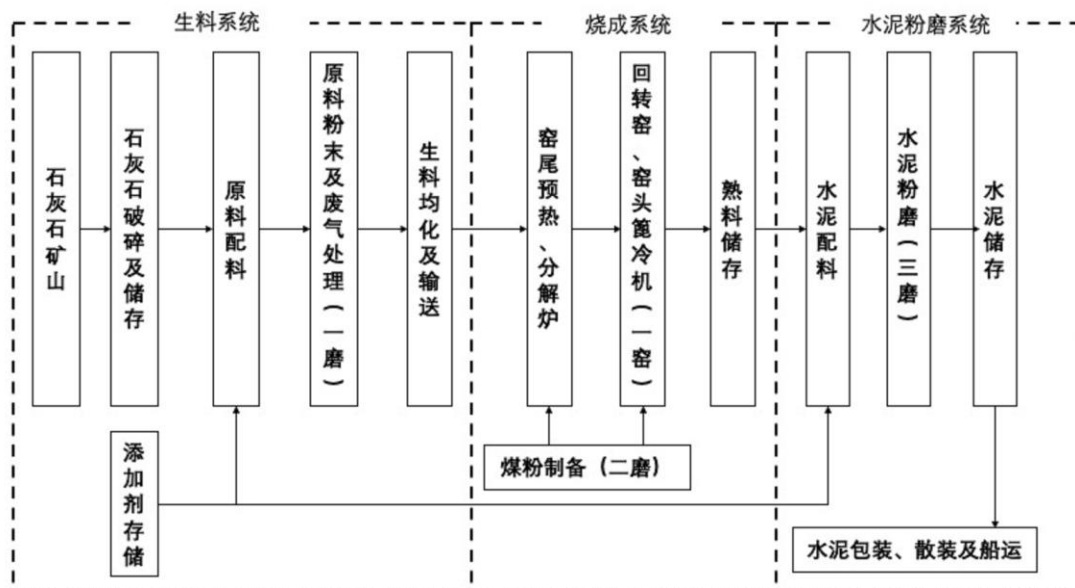 生料系统
烧成系统
水泥粉磨系统
石灰石矿山
石灰石破碎及储存
原料配料
原料粉末及废气处理(一磨)
生料均化及输送
窑尾预热、分解炉
回转窑、窑头篦冷机(一窑)
熟料储存
水泥配料
水泥粉磨(三磨)
水泥储存
添加剂存储
煤粉制备(二磨)
水泥包装、散装及船运